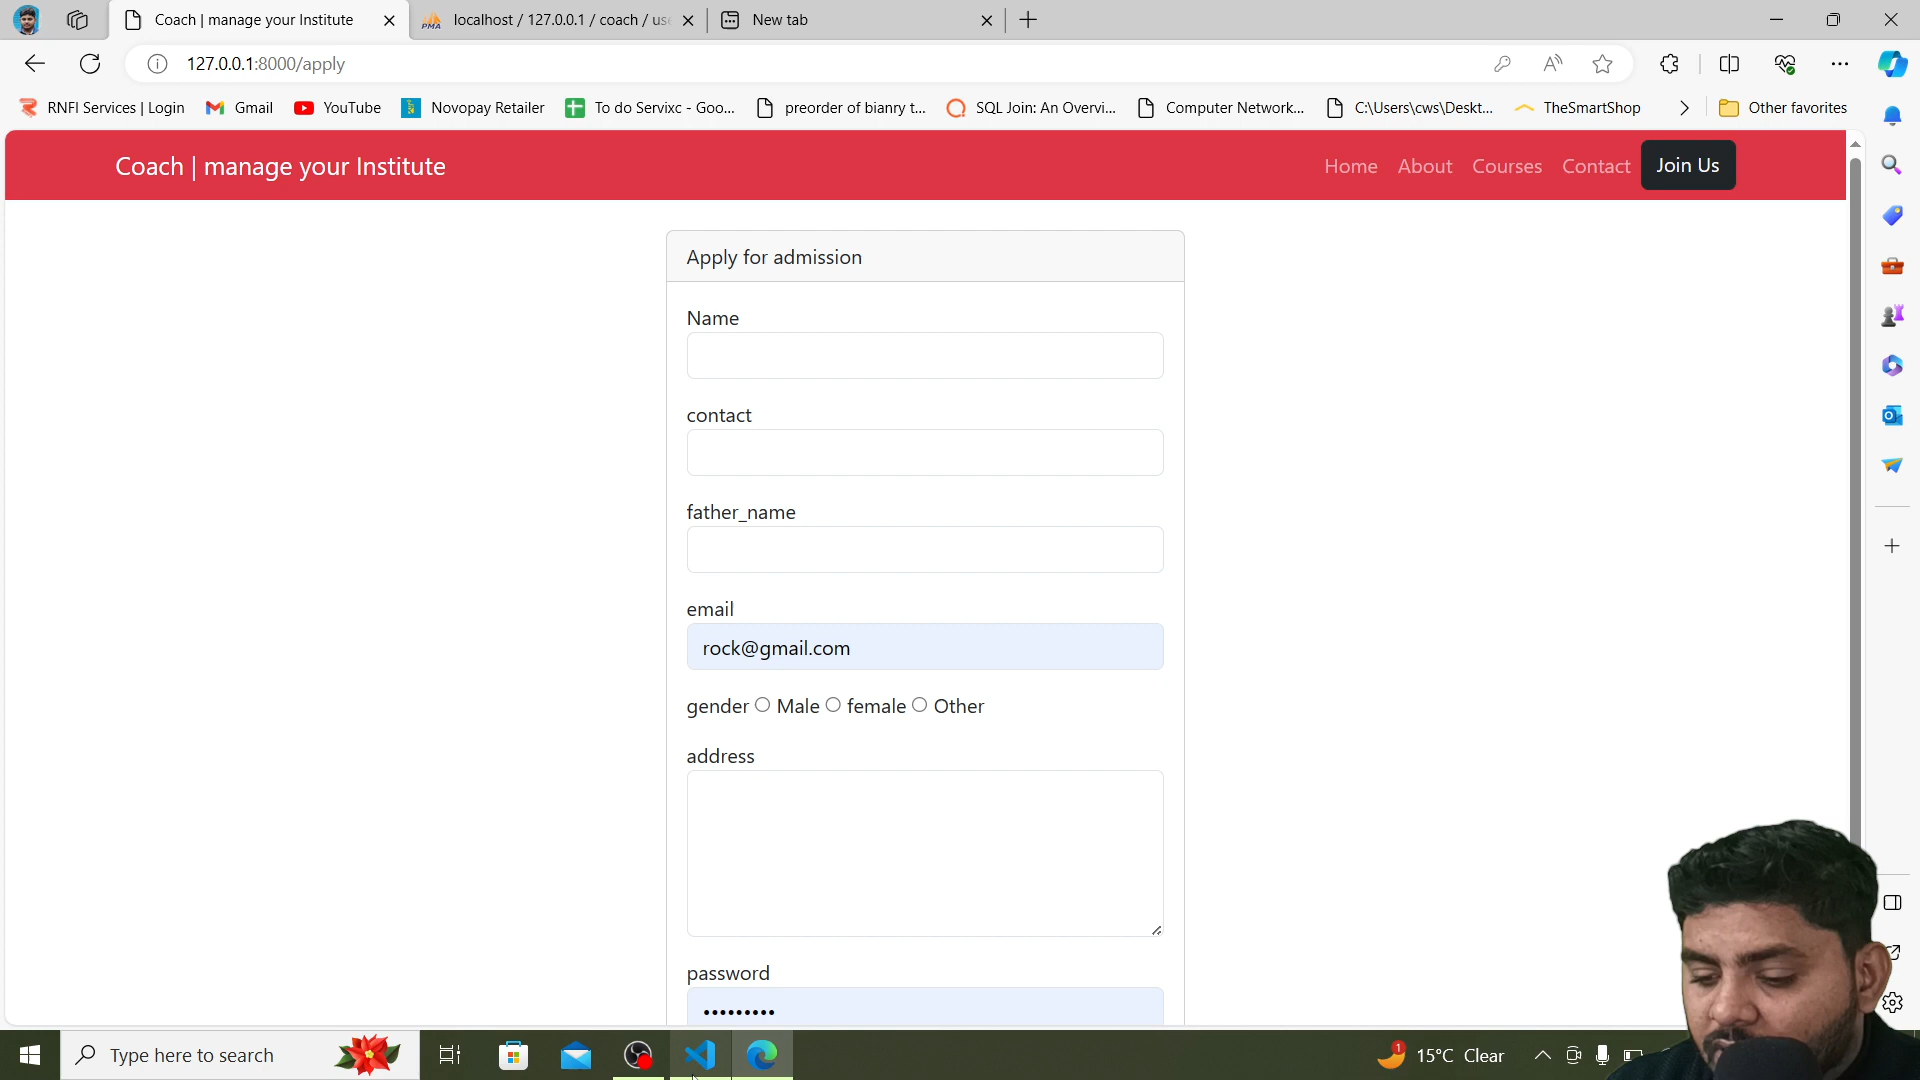 Coach | manage your Institute
localhost / 127.0.0.1 / coach / us
New tab
127.0.0.1:8000/apply
RNFI Services | Login
Gmail
YouTube
Novopay Retailer
To do Servixc - Goo...
preorder of bianry t...
SQL Join: An Overvi...
Computer Network...
C:\Users\cws\Deskt...
TheSmartShop
Other favorites
Coach | manage your Institute
Home About Courses Contact Join Us
Apply for admission
Name
contact
father_name
email
rock@gmail.com
gender Male female Other
address
password
Type here to search
1 15°C Clear